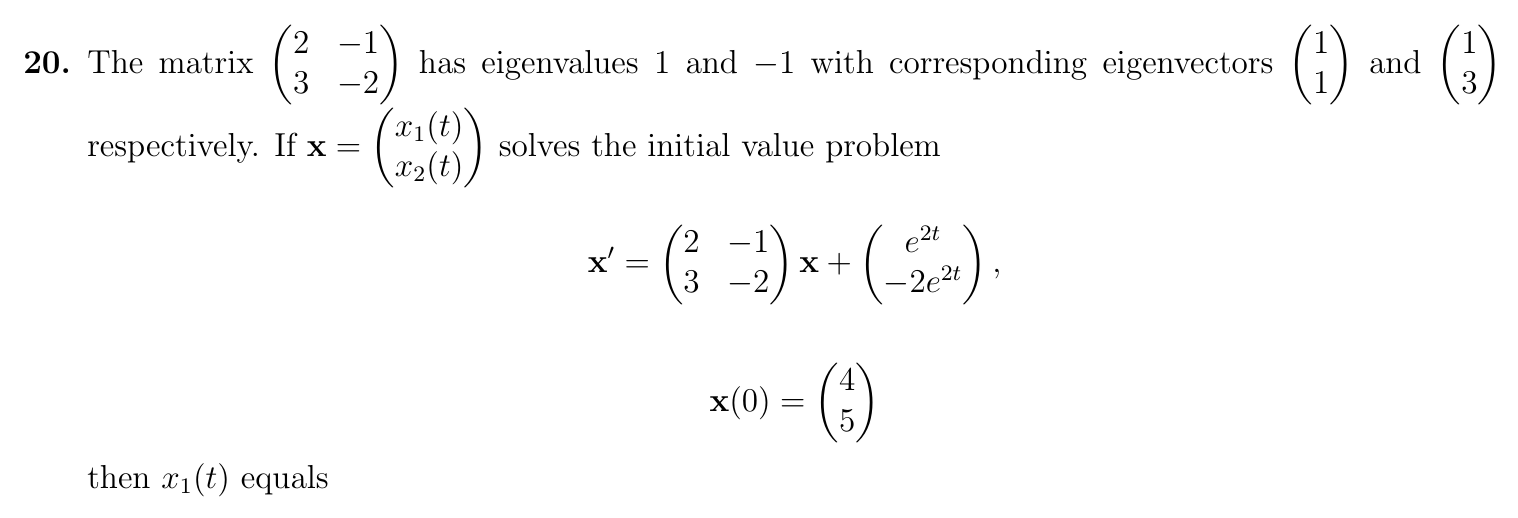 20. The matrix $\begin{pmatrix} 2 & -1 \\ 3 & -2 \end{pmatrix}$ has eigenvalues 1 and −1 with corresponding eigenvectors $\begin{pmatrix} 1 \\ 1 \end{pmatrix}$ and $\begin{pmatrix} 1 \\ 3 \end{pmatrix}$
respectively. If $\mathbf{x} = \begin{pmatrix} x_1(t) \\ x_2(t) \end{pmatrix}$ solves the initial value problem
$\mathbf{x}' = \begin{pmatrix} 2 & -1 \\ 3 & -2 \end{pmatrix} \mathbf{x} + \begin{pmatrix} e^{2t} \\ -2e^{2t} \end{pmatrix},$
$\mathbf{x}(0) = \begin{pmatrix} 4 \\ 5 \end{pmatrix}$
then $x_1(t)$ equals